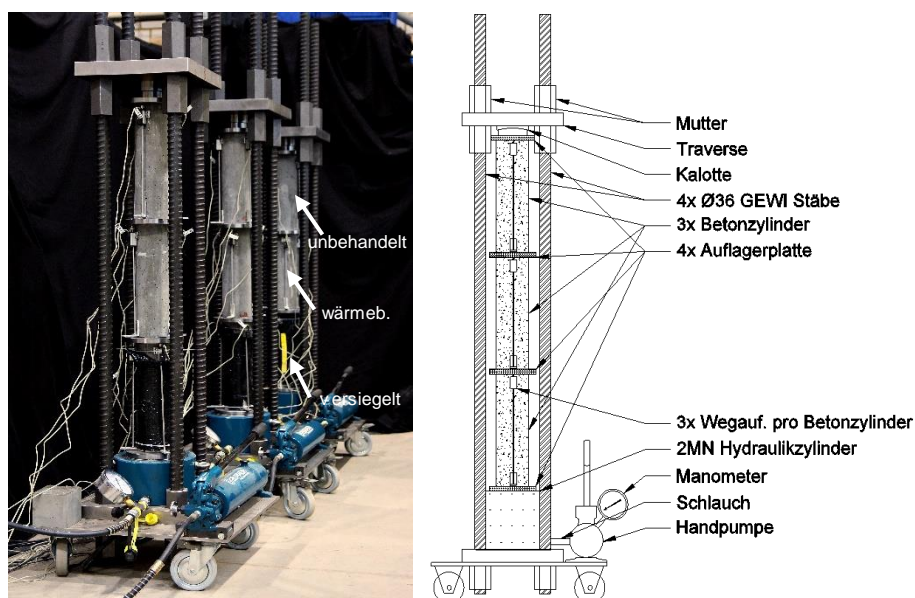 unbehandelt
wärmeb.
versiegelt
Mutter
Traverse
Kalotte
4x Ø36 GEWI Stäbe
3x Betonzylinder
4x Auflagerplatte
3x Wegauf. pro Betonzylinder
2MN Hydraulikzylinder
Manometer
Schlauch
Handpumpe